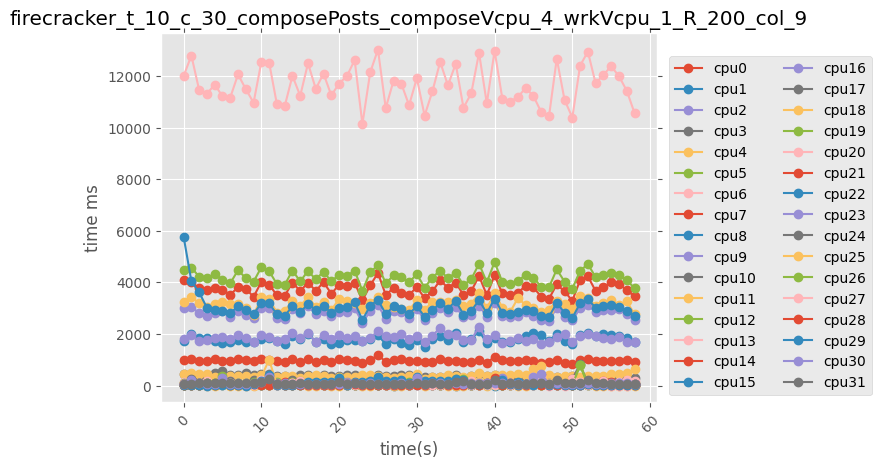 firecracker_t_10_c_30_composePosts_composeVcpu_4_wrkVcpu_1_R_200_col_9
time ms
12000
10000
8000
6000
4000
2000
0
0
10
20
30
40
50
60
time(s)
cpu0
cpu1
cpu2
cpu3
cpu4
cpu5
cpu6
cpu7
cpu8
cpu9
cpu10
cpu11
cpu12
cpu13
cpu14
cpu15
cpu16
cpu17
cpu18
cpu19
cpu20
cpu21
cpu22
cpu23
cpu24
cpu25
cpu26
cpu27
cpu28
cpu29
cpu30
cpu31